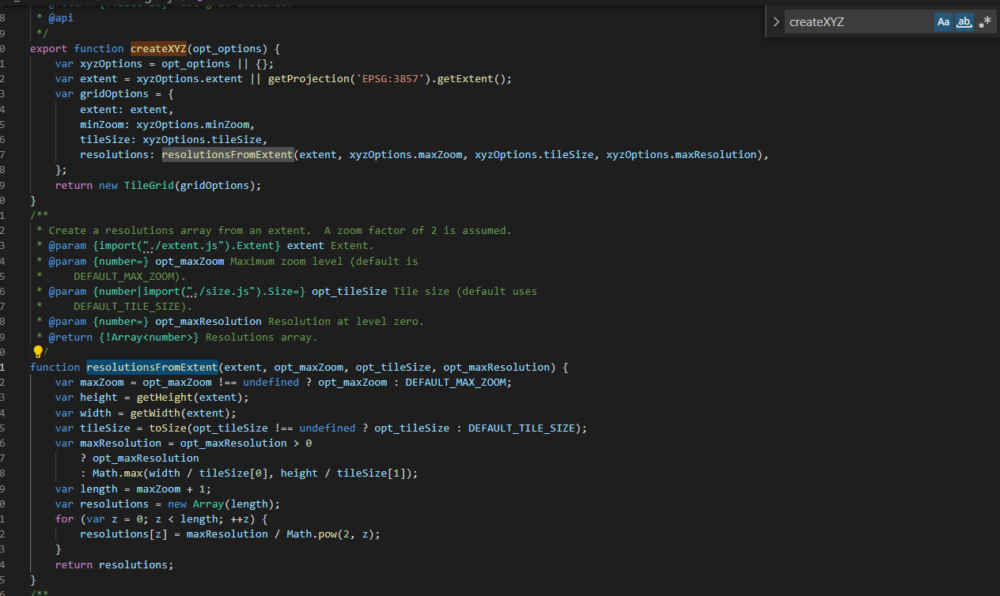 * @api
*/
createXYZ
Aa ab, .*
export function createXYZ(opt_options) {
var xyzOptions = opt_options || {};
var extent = xyzOptions.extent || getProjection('EPSG:3857').getExtent();
var gridOptions = {
extent: extent,
minZoom: xyzOptions.minZoom,
tileSize: xyzOptions.tileSize,
resolutions: resolutionsFromExtent(extent, xyzOptions.maxZoom, xyzOptions.tileSize, xyzOptions.maxResolution),
};
return new TileGrid(gridOptions);
}
/**
* Create a resolutions array from an extent.  A zoom factor of 2 is assumed.
* @param {import("./extent.js").Extent} extent Extent.
* @param {number=} opt_maxZoom Maximum zoom level (default is
*     DEFAULT_MAX_ZOOM).
* @param {number|import("./size.js").Size=} opt_tileSize Tile size (default uses
*     DEFAULT_TILE_SIZE).
* @param {number=} opt_maxResolution Resolution at level zero.
* @return {!Array<number>} Resolutions array.
/
function resolutionsFromExtent(extent, opt_maxZoom, opt_tileSize, opt_maxResolution) {
var maxZoom = opt_maxZoom !== undefined ? opt_maxZoom : DEFAULT_MAX_ZOOM;
var height = getHeight(extent);
var width = getWidth(extent);
var tileSize = toSize(opt_tileSize !== undefined ? opt_tileSize : DEFAULT_TILE_SIZE);
var maxResolution = opt_maxResolution > 0
? opt_maxResolution
: Math.max(width / tileSize[0], height / tileSize[1]);
var length = maxZoom + 1;
var resolutions = new Array(length);
for (var z = 0; z < length; ++z) {
resolutions[z] = maxResolution / Math.pow(2, z);
}
return resolutions;
}
/**